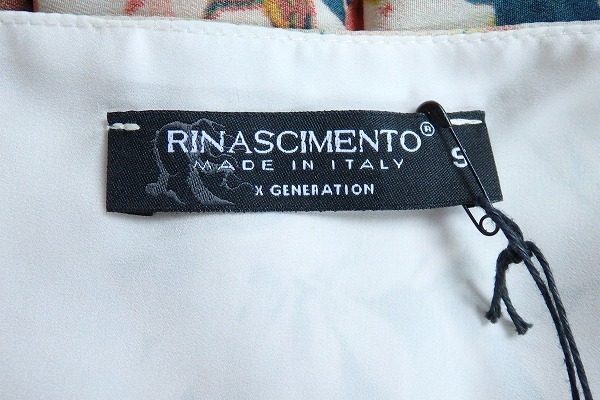 RINASCIMENTO®
MADE IN ITALY
X GENERATION
S